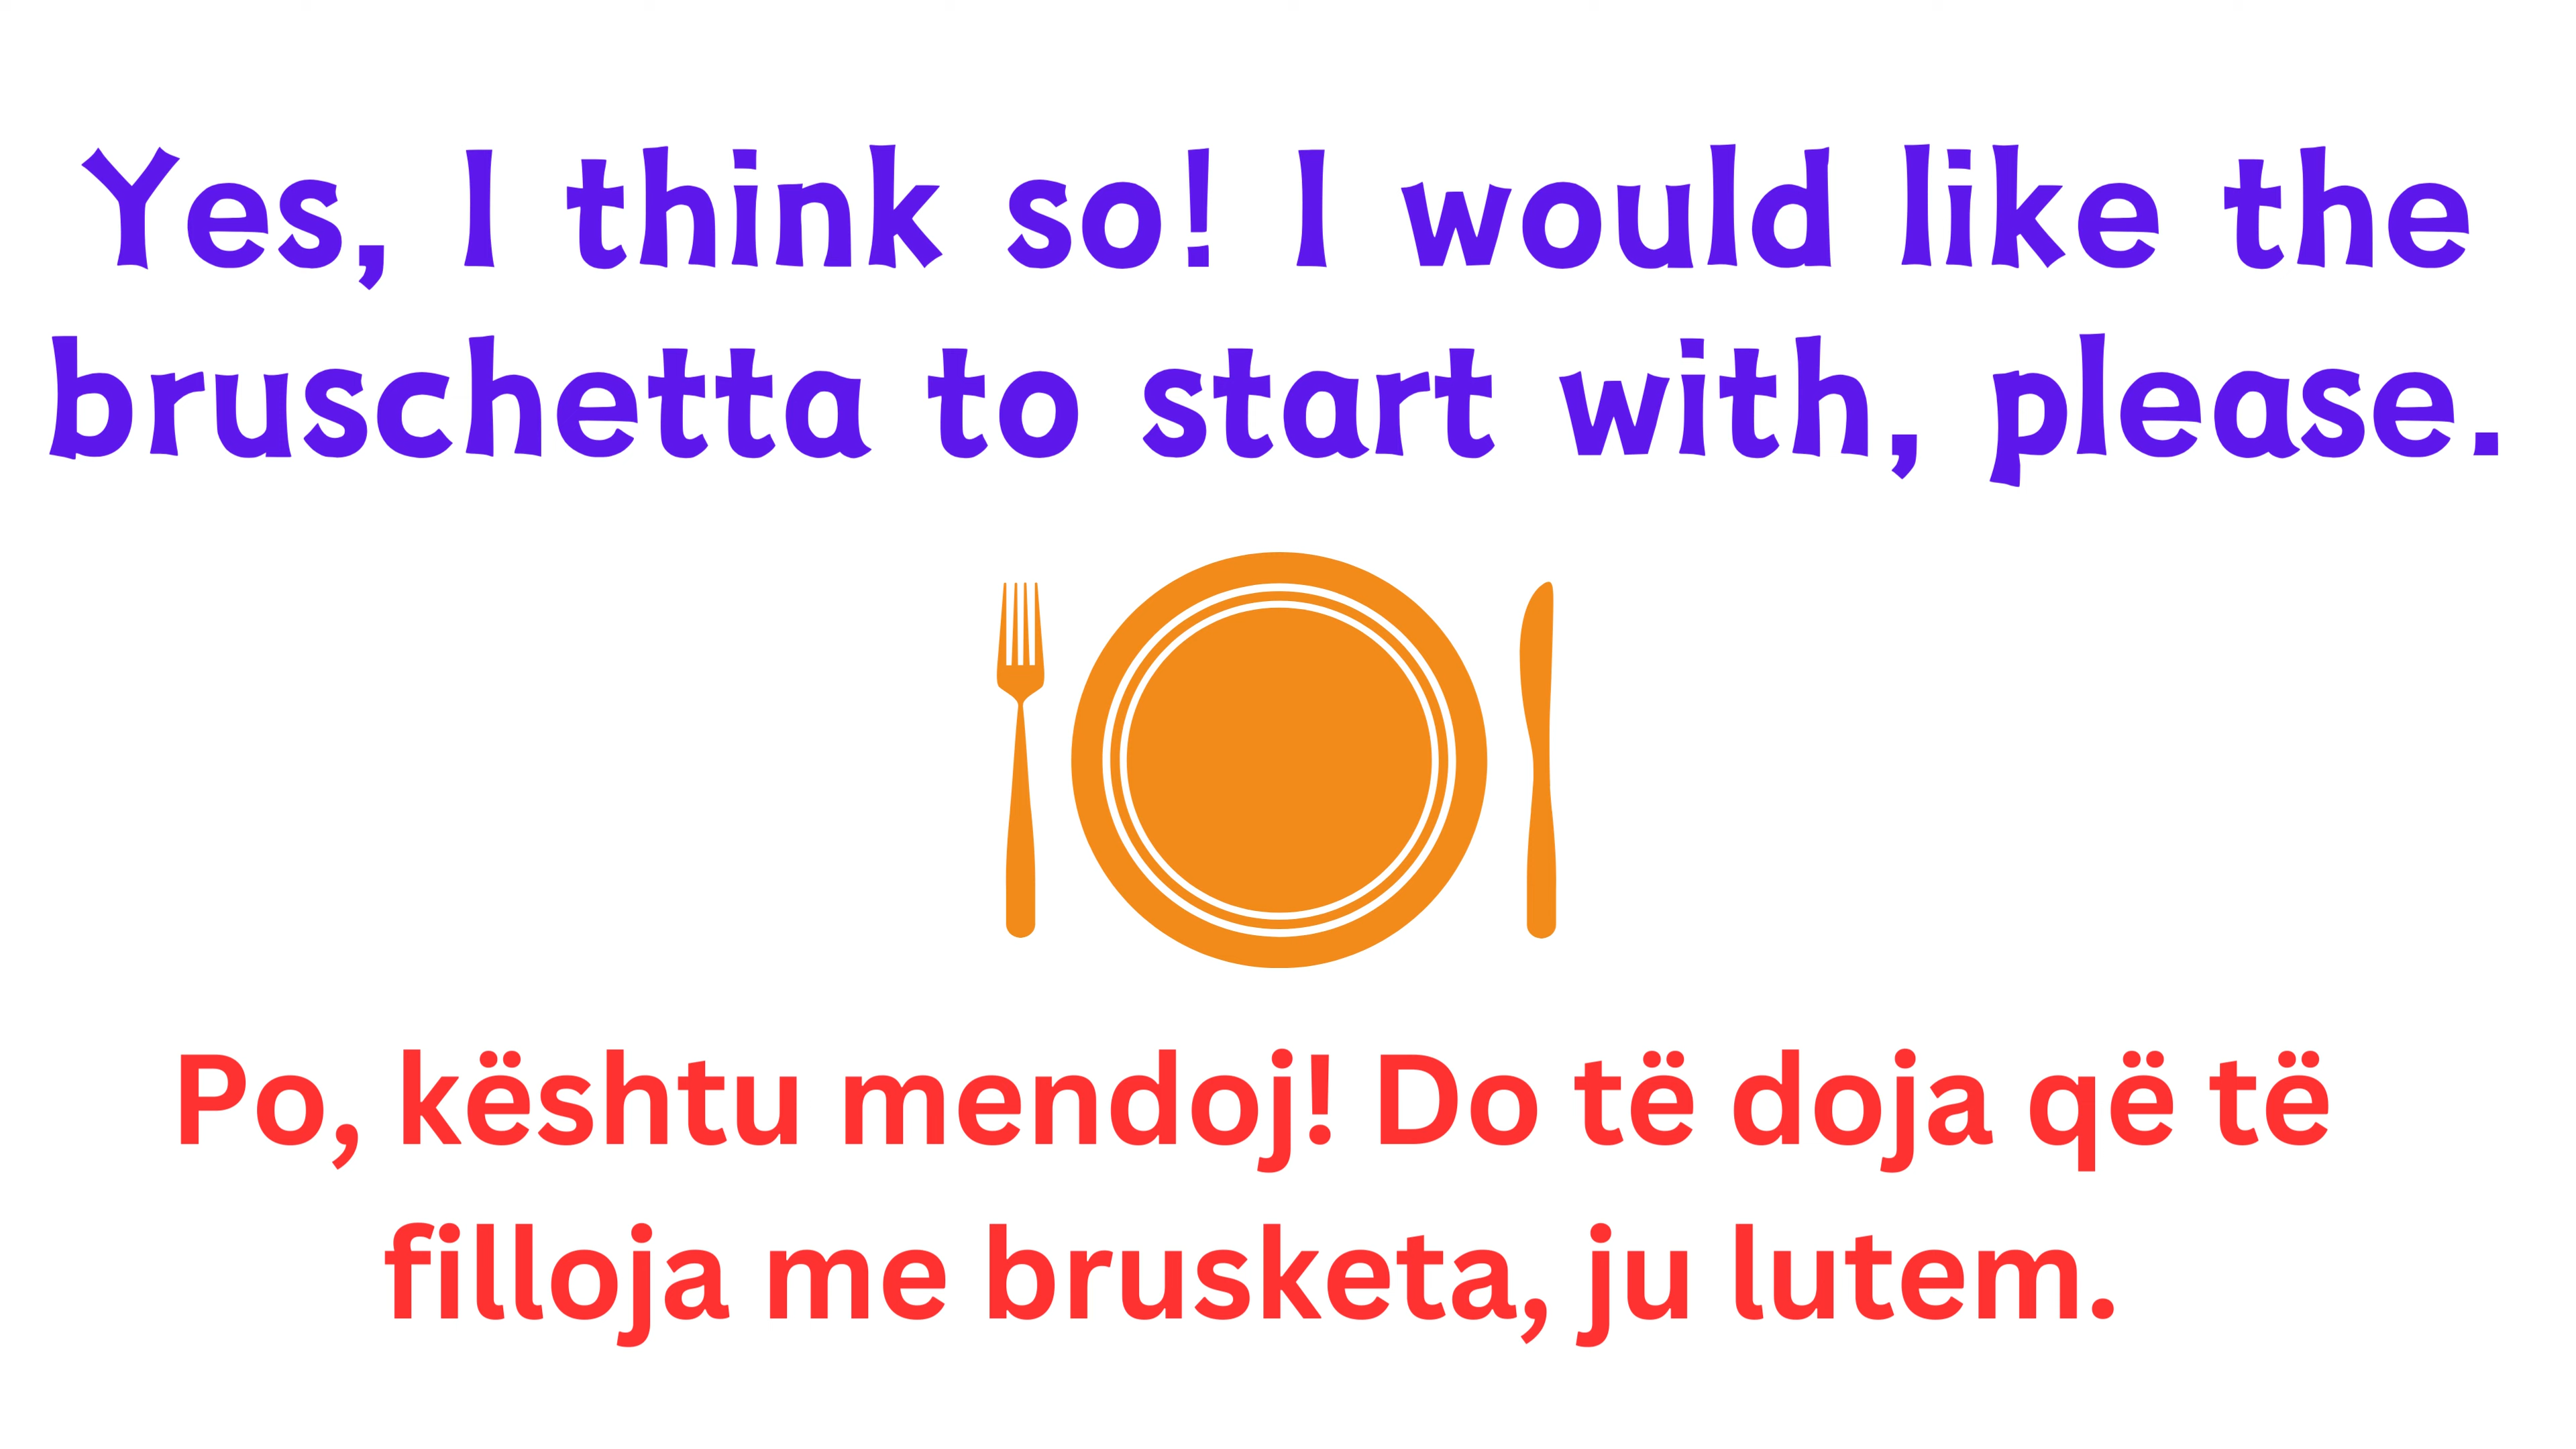 Yes, I think so! I would like the
bruschetta to start with, please.
Po, kështu mendoj! Do të doja që të
filloja me brusketa, ju lutem.